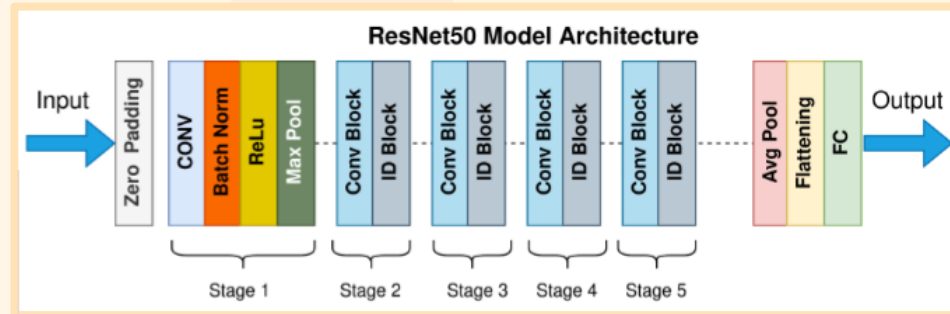 ResNet50 Model Architecture
Input
Zero Padding
CONV
Batch Norm
ReLu
Max Pool
Conv Block
ID Block
Conv Block
ID Block
Conv Block
ID Block
Conv Block
ID Block
Avg Pool
Flattening
FC
Output
Stage 1
Stage 2
Stage 3
Stage 4
Stage 5